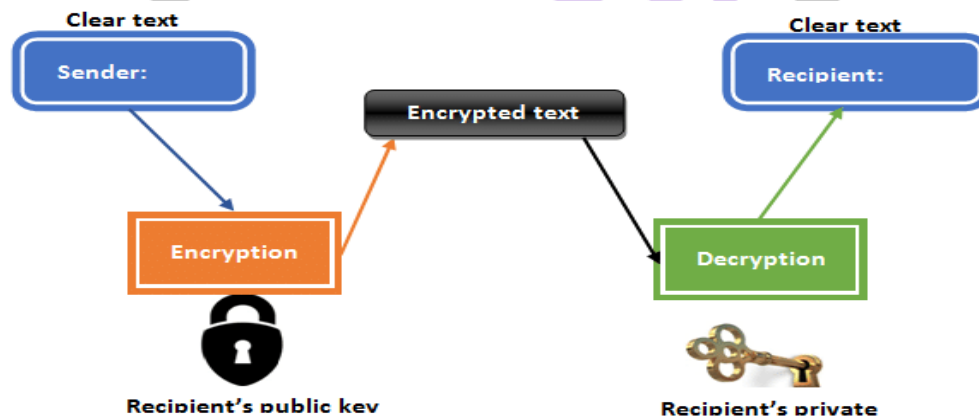 Clear text
Sender:
Encrypted text
Clear text
Recipient:
Encryption
Decryption
Recipient's public key
Recipient's private